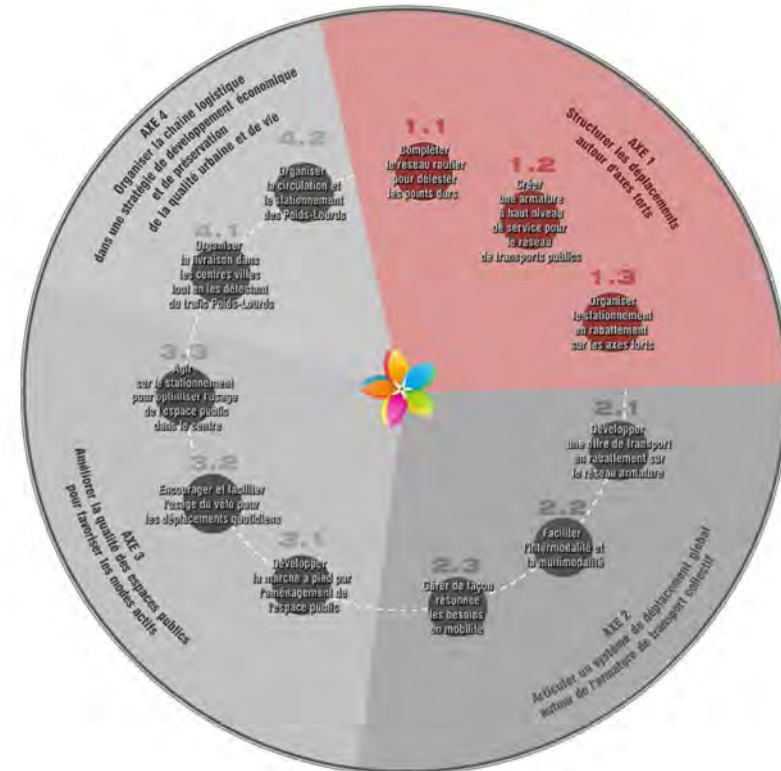 AXE 1
Structurer les déplacements
autour d'axes forts
1.1
Compléter
le réseau routier
pour délester
les points durs
1.2
Créer
une armature
à haut niveau
de service pour
le réseau
de transports publics
1.3
Organiser
le stationnement
en rabattement
sur les axes forts
2.1
Développer
une offre de transport
en rabattement sur
le réseau armature
2.2
Faciliter
l'intermodalité et
la multimodalité
2.3
Gérer de façon
résonnée
les besoins
en mobilité
AXE 2
Articuler un système de déplacement global
autour de l'armature de transport collectif
3.1
Développer
la marche à pied par
l'aménagement de
l'espace public
3.2
Encourager et faciliter
l'usage du vélo pour
les déplacements quotidiens
3.3
Agir
sur le stationnement
pour optimiser l'usage
de l'espace public
dans le centre
AXE 3
Améliorer la qualité des espaces publics
pour favoriser les modes actifs
4.1
Organiser
la livraison dans
les centres villes
tout en les délestant
du trafic Poids-Lourds
4.2
Organiser
la circulation et
le stationnement
des Poids-Lourds
AXE 4
Organiser la chaîne logistique
dans une stratégie de développement économique
et de préservation
de la qualité urbaine et de vie